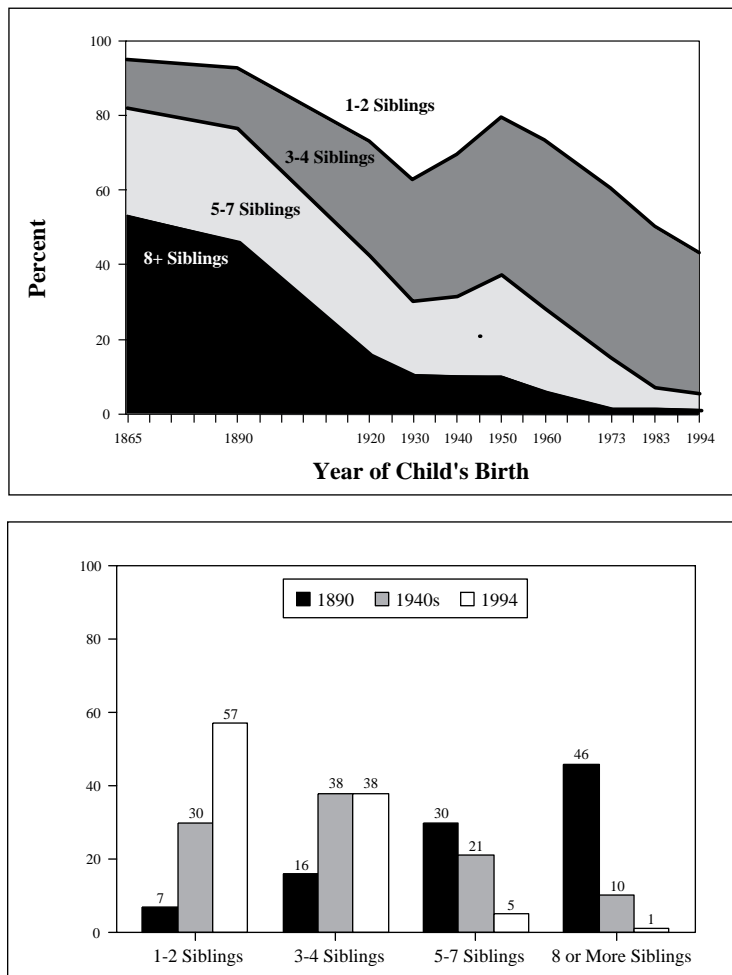 100
80
60
40
20
0
Percent
1-2 Siblings
3-4 Siblings
5-7 Siblings
8+ Siblings
1865 1890 1920 1930 1940 1950 1960 1973 1983 1994
Year of Child's Birth
100
80
60
40
20
0
1890 1940s 1994
7 30 57
16 38 38
30 21 5
46 10 1
1-2 Siblings 3-4 Siblings 5-7 Siblings 8 or More Siblings